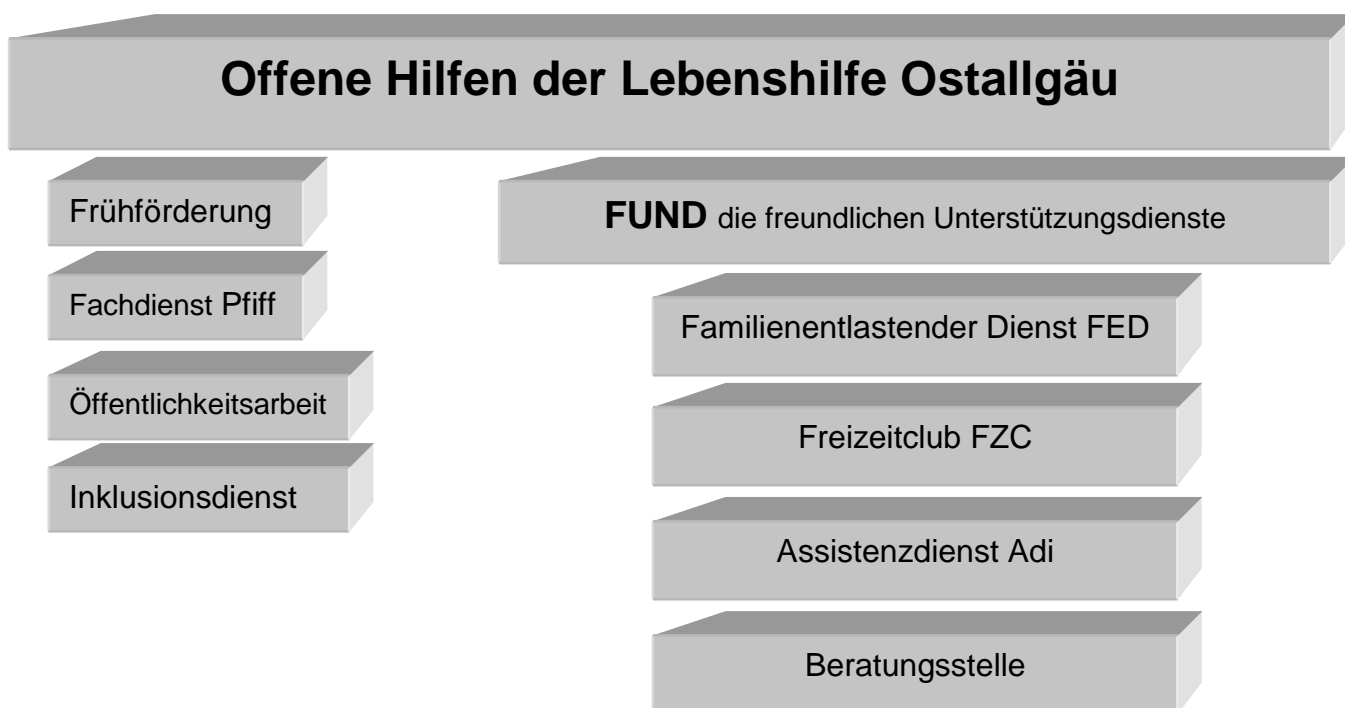 Offene Hilfen der Lebenshilfe Ostallgäu
Frühförderung
Fachdienst Pfiff
Öffentlichkeitsarbeit
Inklusionsdienst
FUND die freundlichen Unterstützungsdienste
Familienentlastender Dienst FED
Freizeitclub FZC
Assistenzdienst Adi
Beratungsstelle